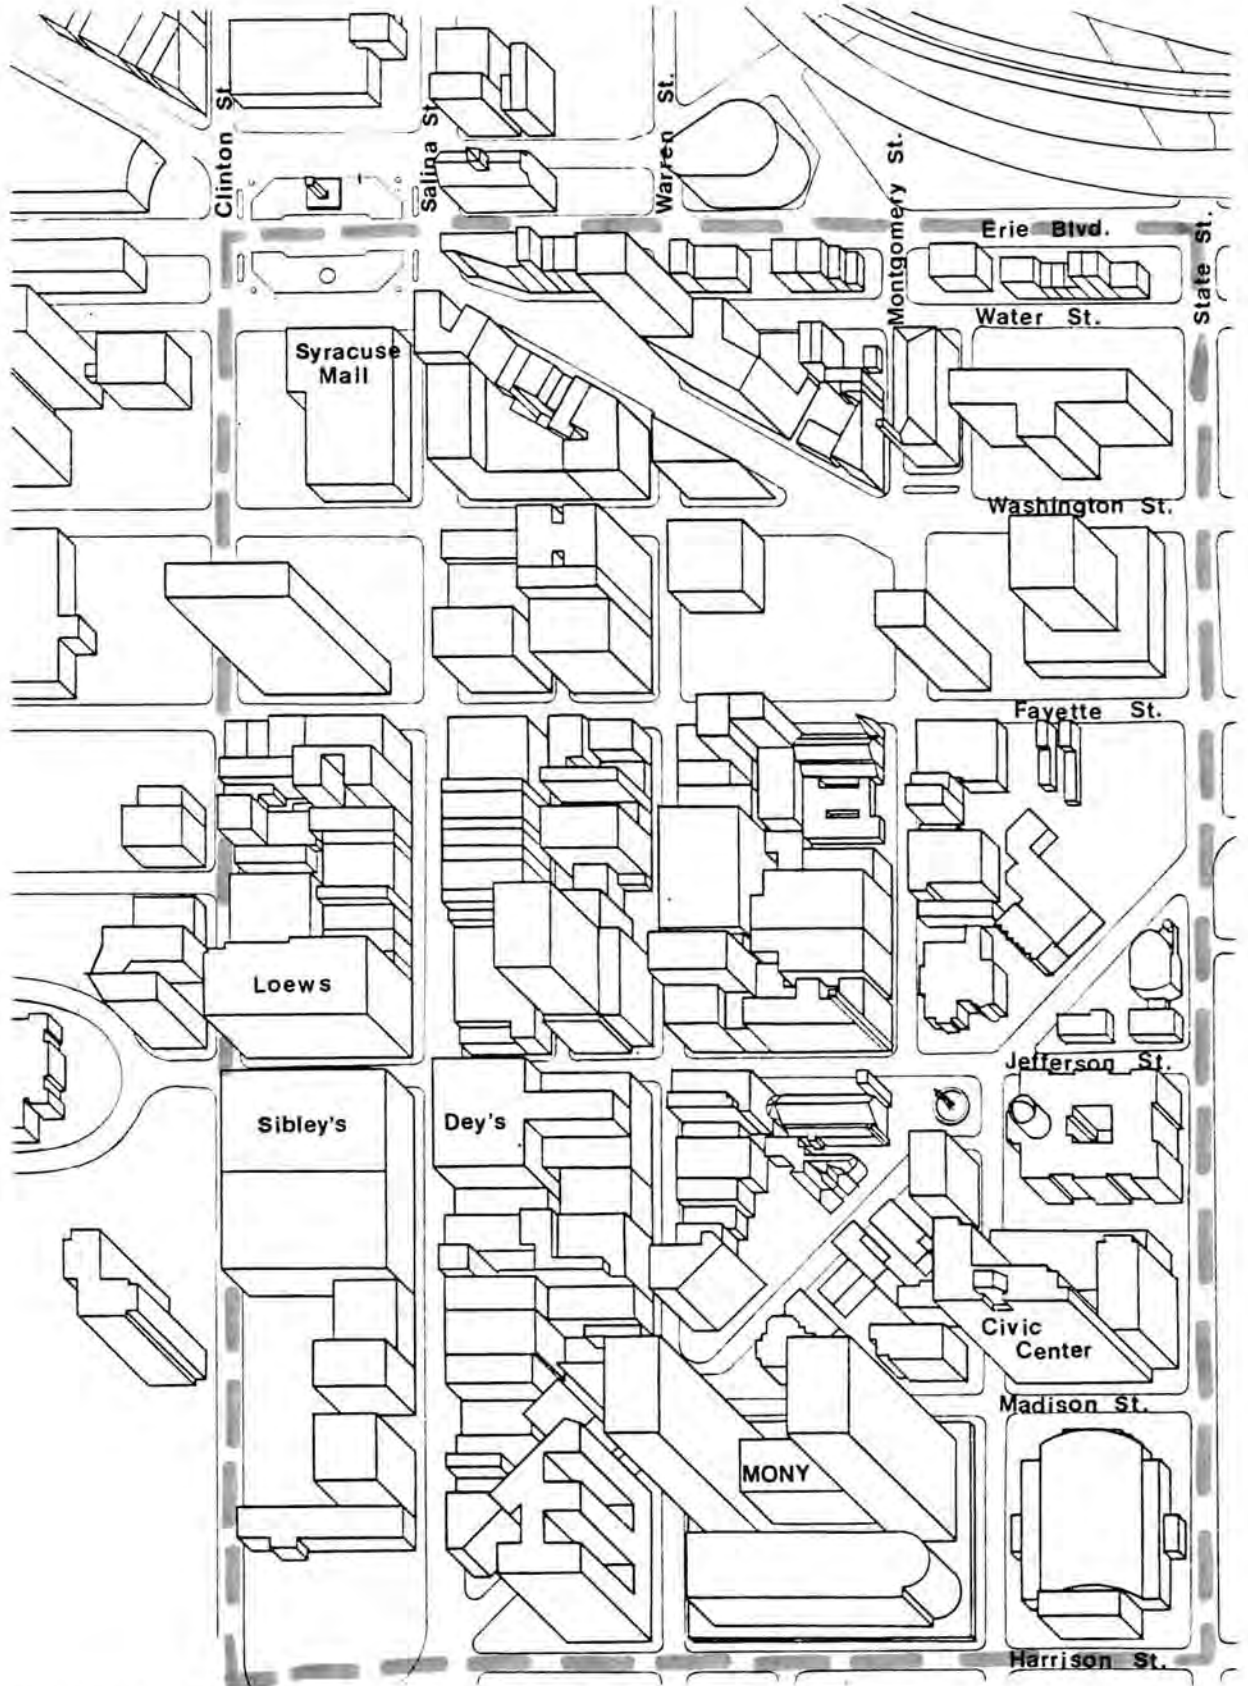 Clinton St.
Salina St.
Warren St.
Montgomery St.
State St.
Erie Blvd.
Water St.
Syracuse
Mall
Washington St.
Fayette St.
Loews
Jefferson St.
Sibley's
Dey's
Civic
Center
Madison St.
MONY
Harrison St.